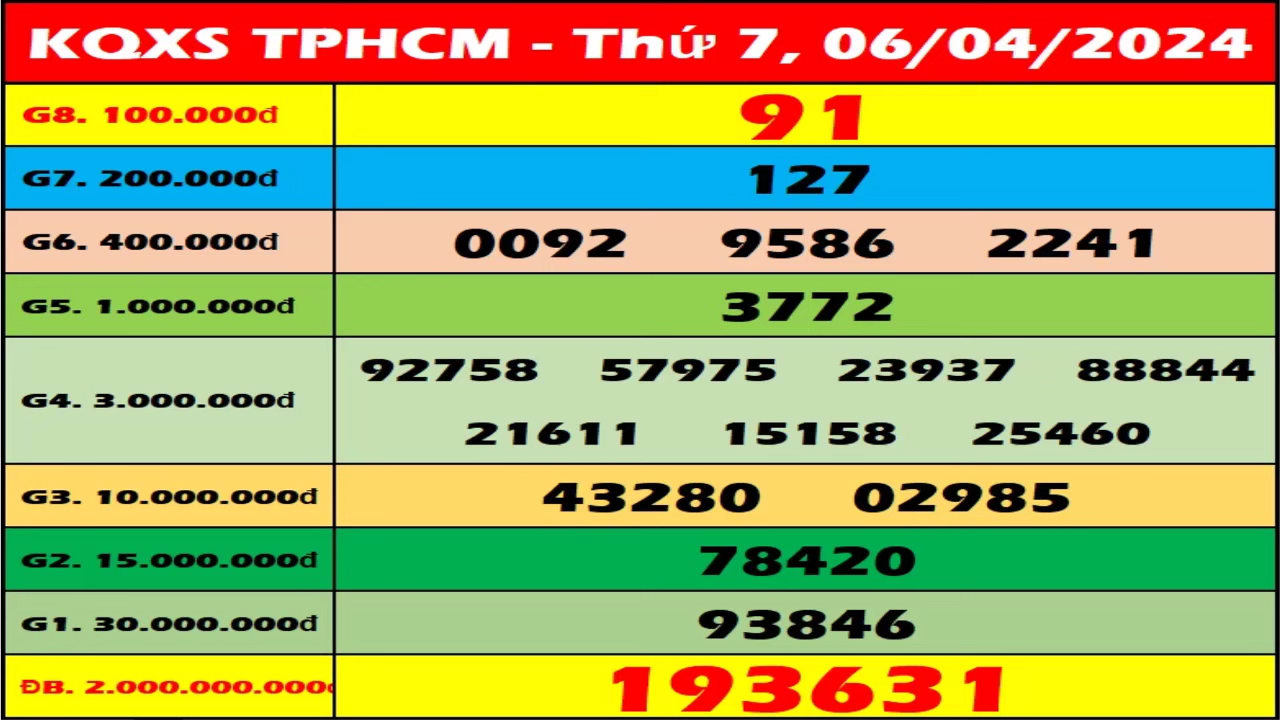 KQXS TPHCM - Thứ 7, 06/04/2024
G8. 100.000đ 91
G7. 200.000đ 127
G6. 400.000đ 0092 9586 2241
G5. 1.000.000đ 3772
G4. 3.000.000đ 92758 57975 23937 88844
21611 15158 25460
G3. 10.000.000đ 43280 02985
G2. 15.000.000đ 78420
G1. 30.000.000đ 93846
ĐB. 2.000.000.000đ 193631